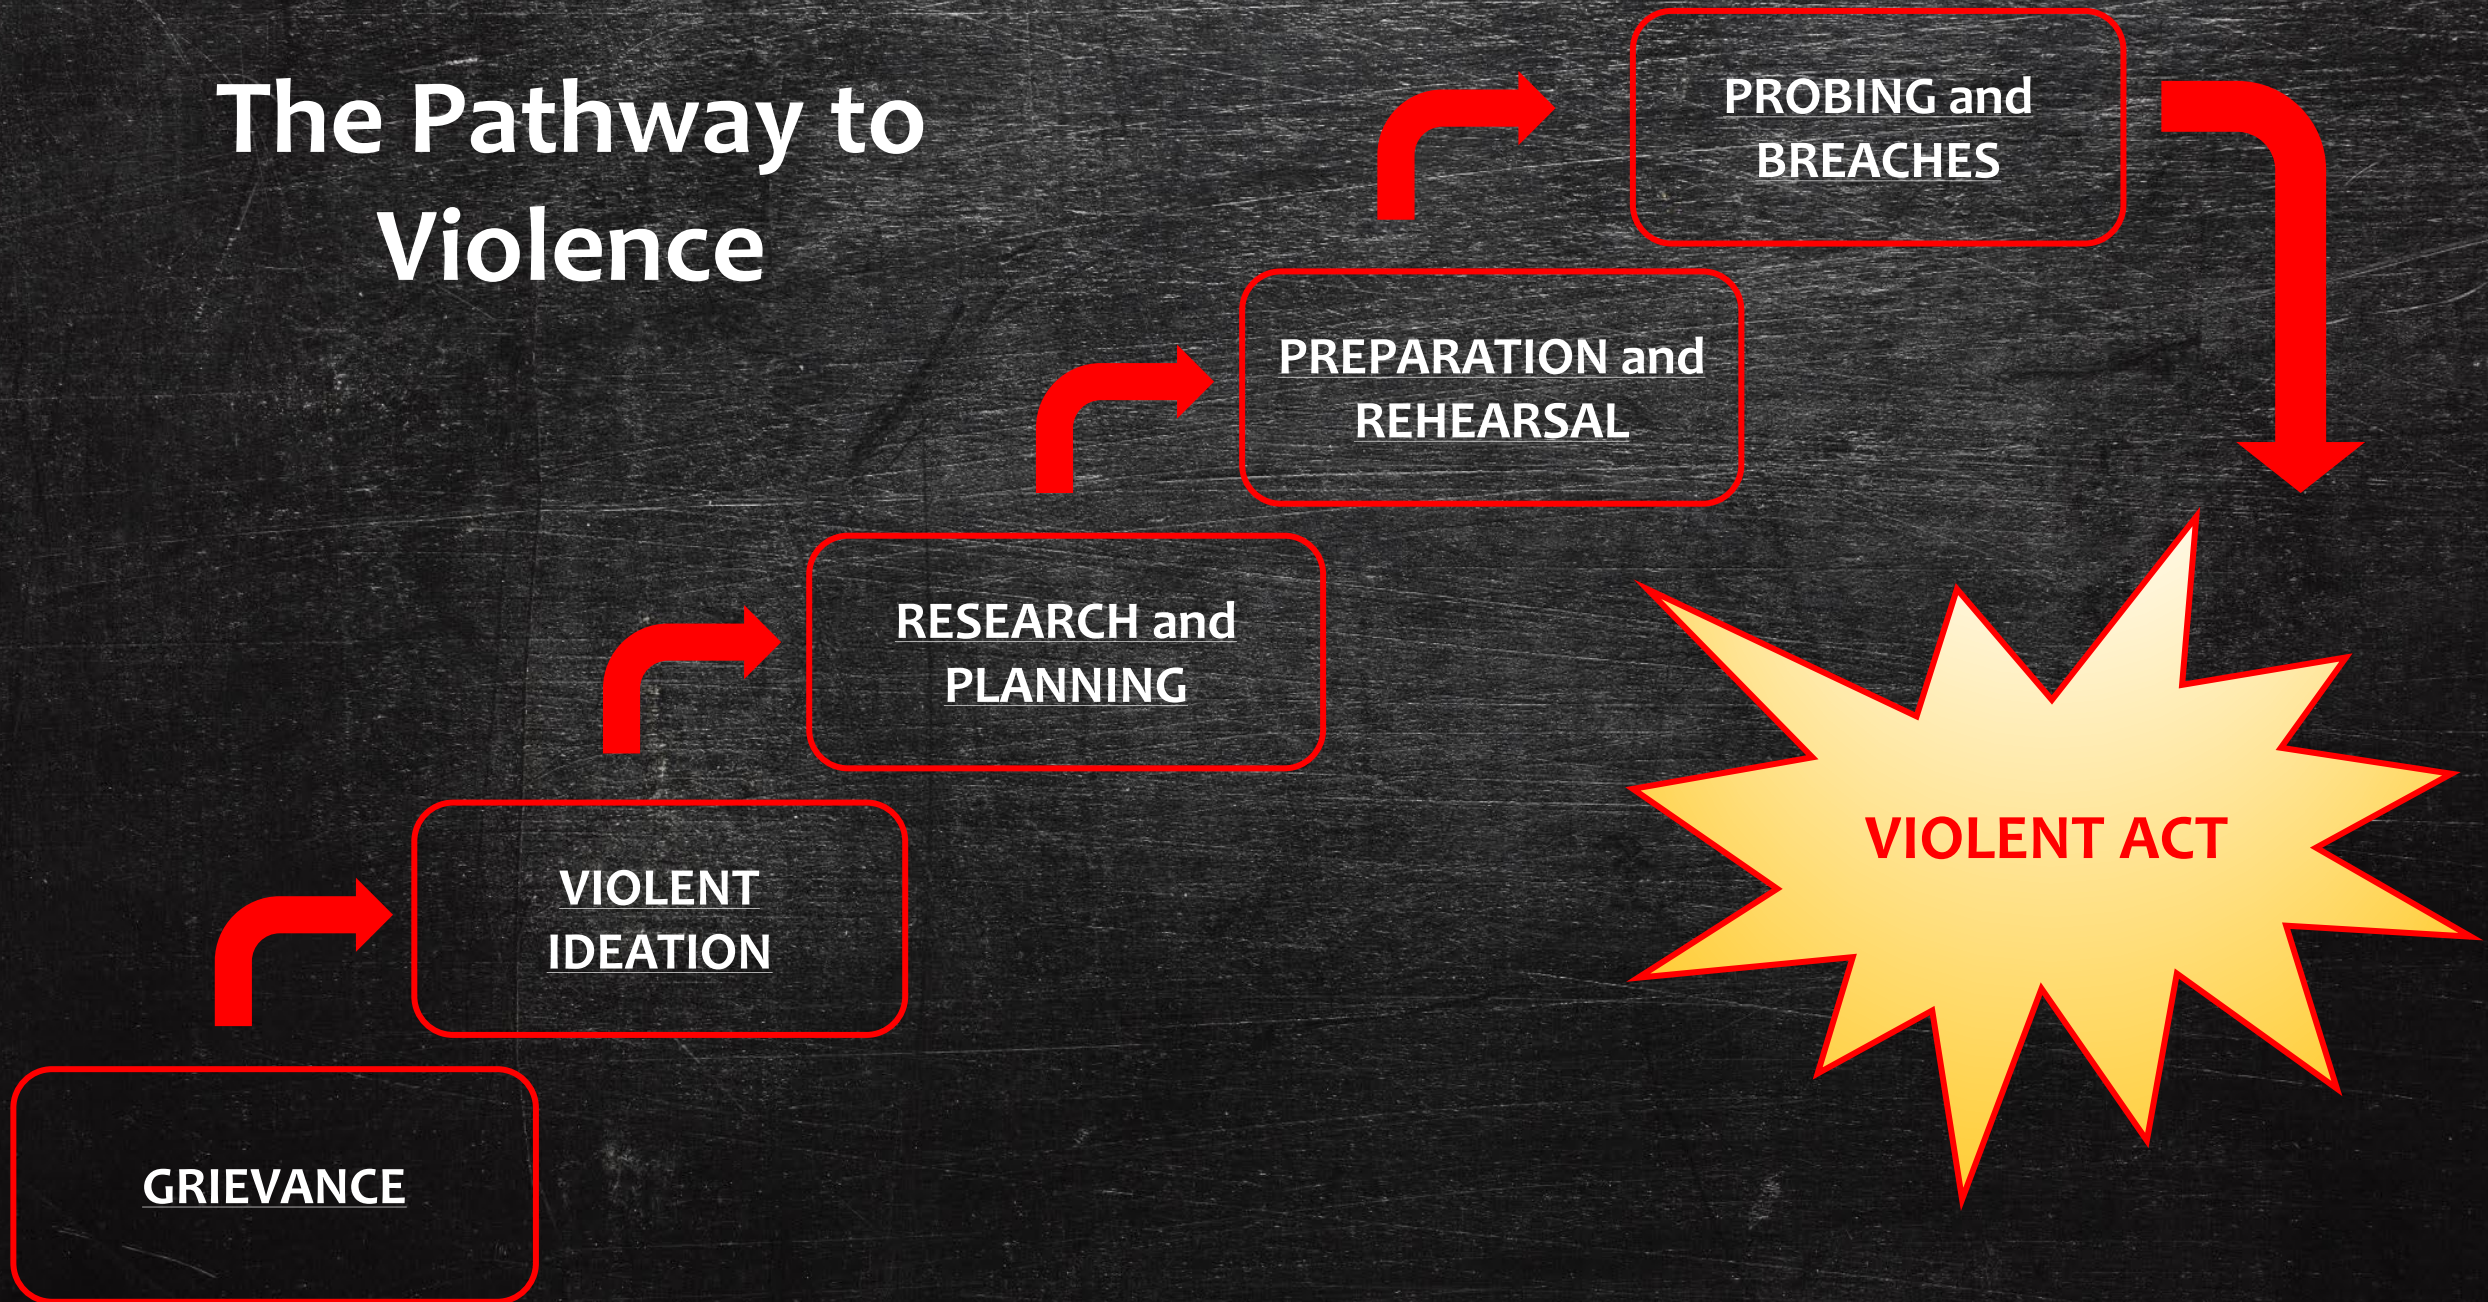 The Pathway to
Violence
PROBING and
BREACHES
PREPARATION and
REHEARSAL
RESEARCH and
PLANNING
VIOLENT
IDEATION
GRIEVANCE
VIOLENT ACT